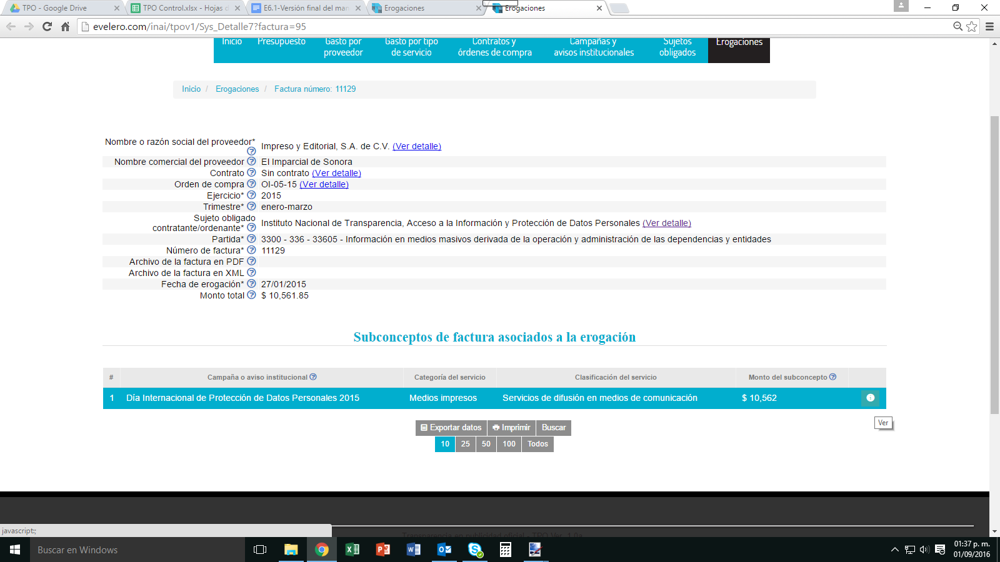 TPO - Google Drive
TPO Control.xlsx - Hojas d
E6.1-Versión final del man
Erogaciones
Erogaciones
evelero.com/inai/tpov1/Sys_Detalle7?factura=95
Inicio
Presupuesto
Gasto por proveedor
Gasto por tipo de servicio
Contratos y órdenes de compra
Campañas y avisos institucionales
Sujetos obligados
Erogaciones
Inicio / Erogaciones / Factura número: 11129
Nombre o razón social del proveedor* Impreso y Editorial, S.A. de C.V. (Ver detalle)
Nombre comercial del proveedor El Imparcial de Sonora
Contrato Sin contrato (Ver detalle)
Orden de compra OI-05-15 (Ver detalle)
Ejercicio* 2015
Trimestre* enero-marzo
Sujeto obligado contratante/ordenante* Instituto Nacional de Transparencia, Acceso a la Información y Protección de Datos Personales (Ver detalle)
Partida* 3300 - 336 - 33605 - Información en medios masivos derivada de la operación y administración de las dependencias y entidades
Número de factura* 11129
Archivo de la factura en PDF
Archivo de la factura en XML
Fecha de erogación* 27/01/2015
Monto total $ 10,561.85
Subconceptos de factura asociados a la erogación
# Campaña o aviso institucional Categoría del servicio Clasificación del servicio Monto del subconcepto
1 Día Internacional de Protección de Datos Personales 2015 Medios impresos Servicios de difusión en medios de comunicación $ 10,562
Ver
Exportar datos Imprimir Buscar
10 25 50 100 Todos
Transparencia en publicidad oficial - TPO Ver. 1.0a
javascript:;
Buscar en Windows
01:37 p. m.
01/09/2016